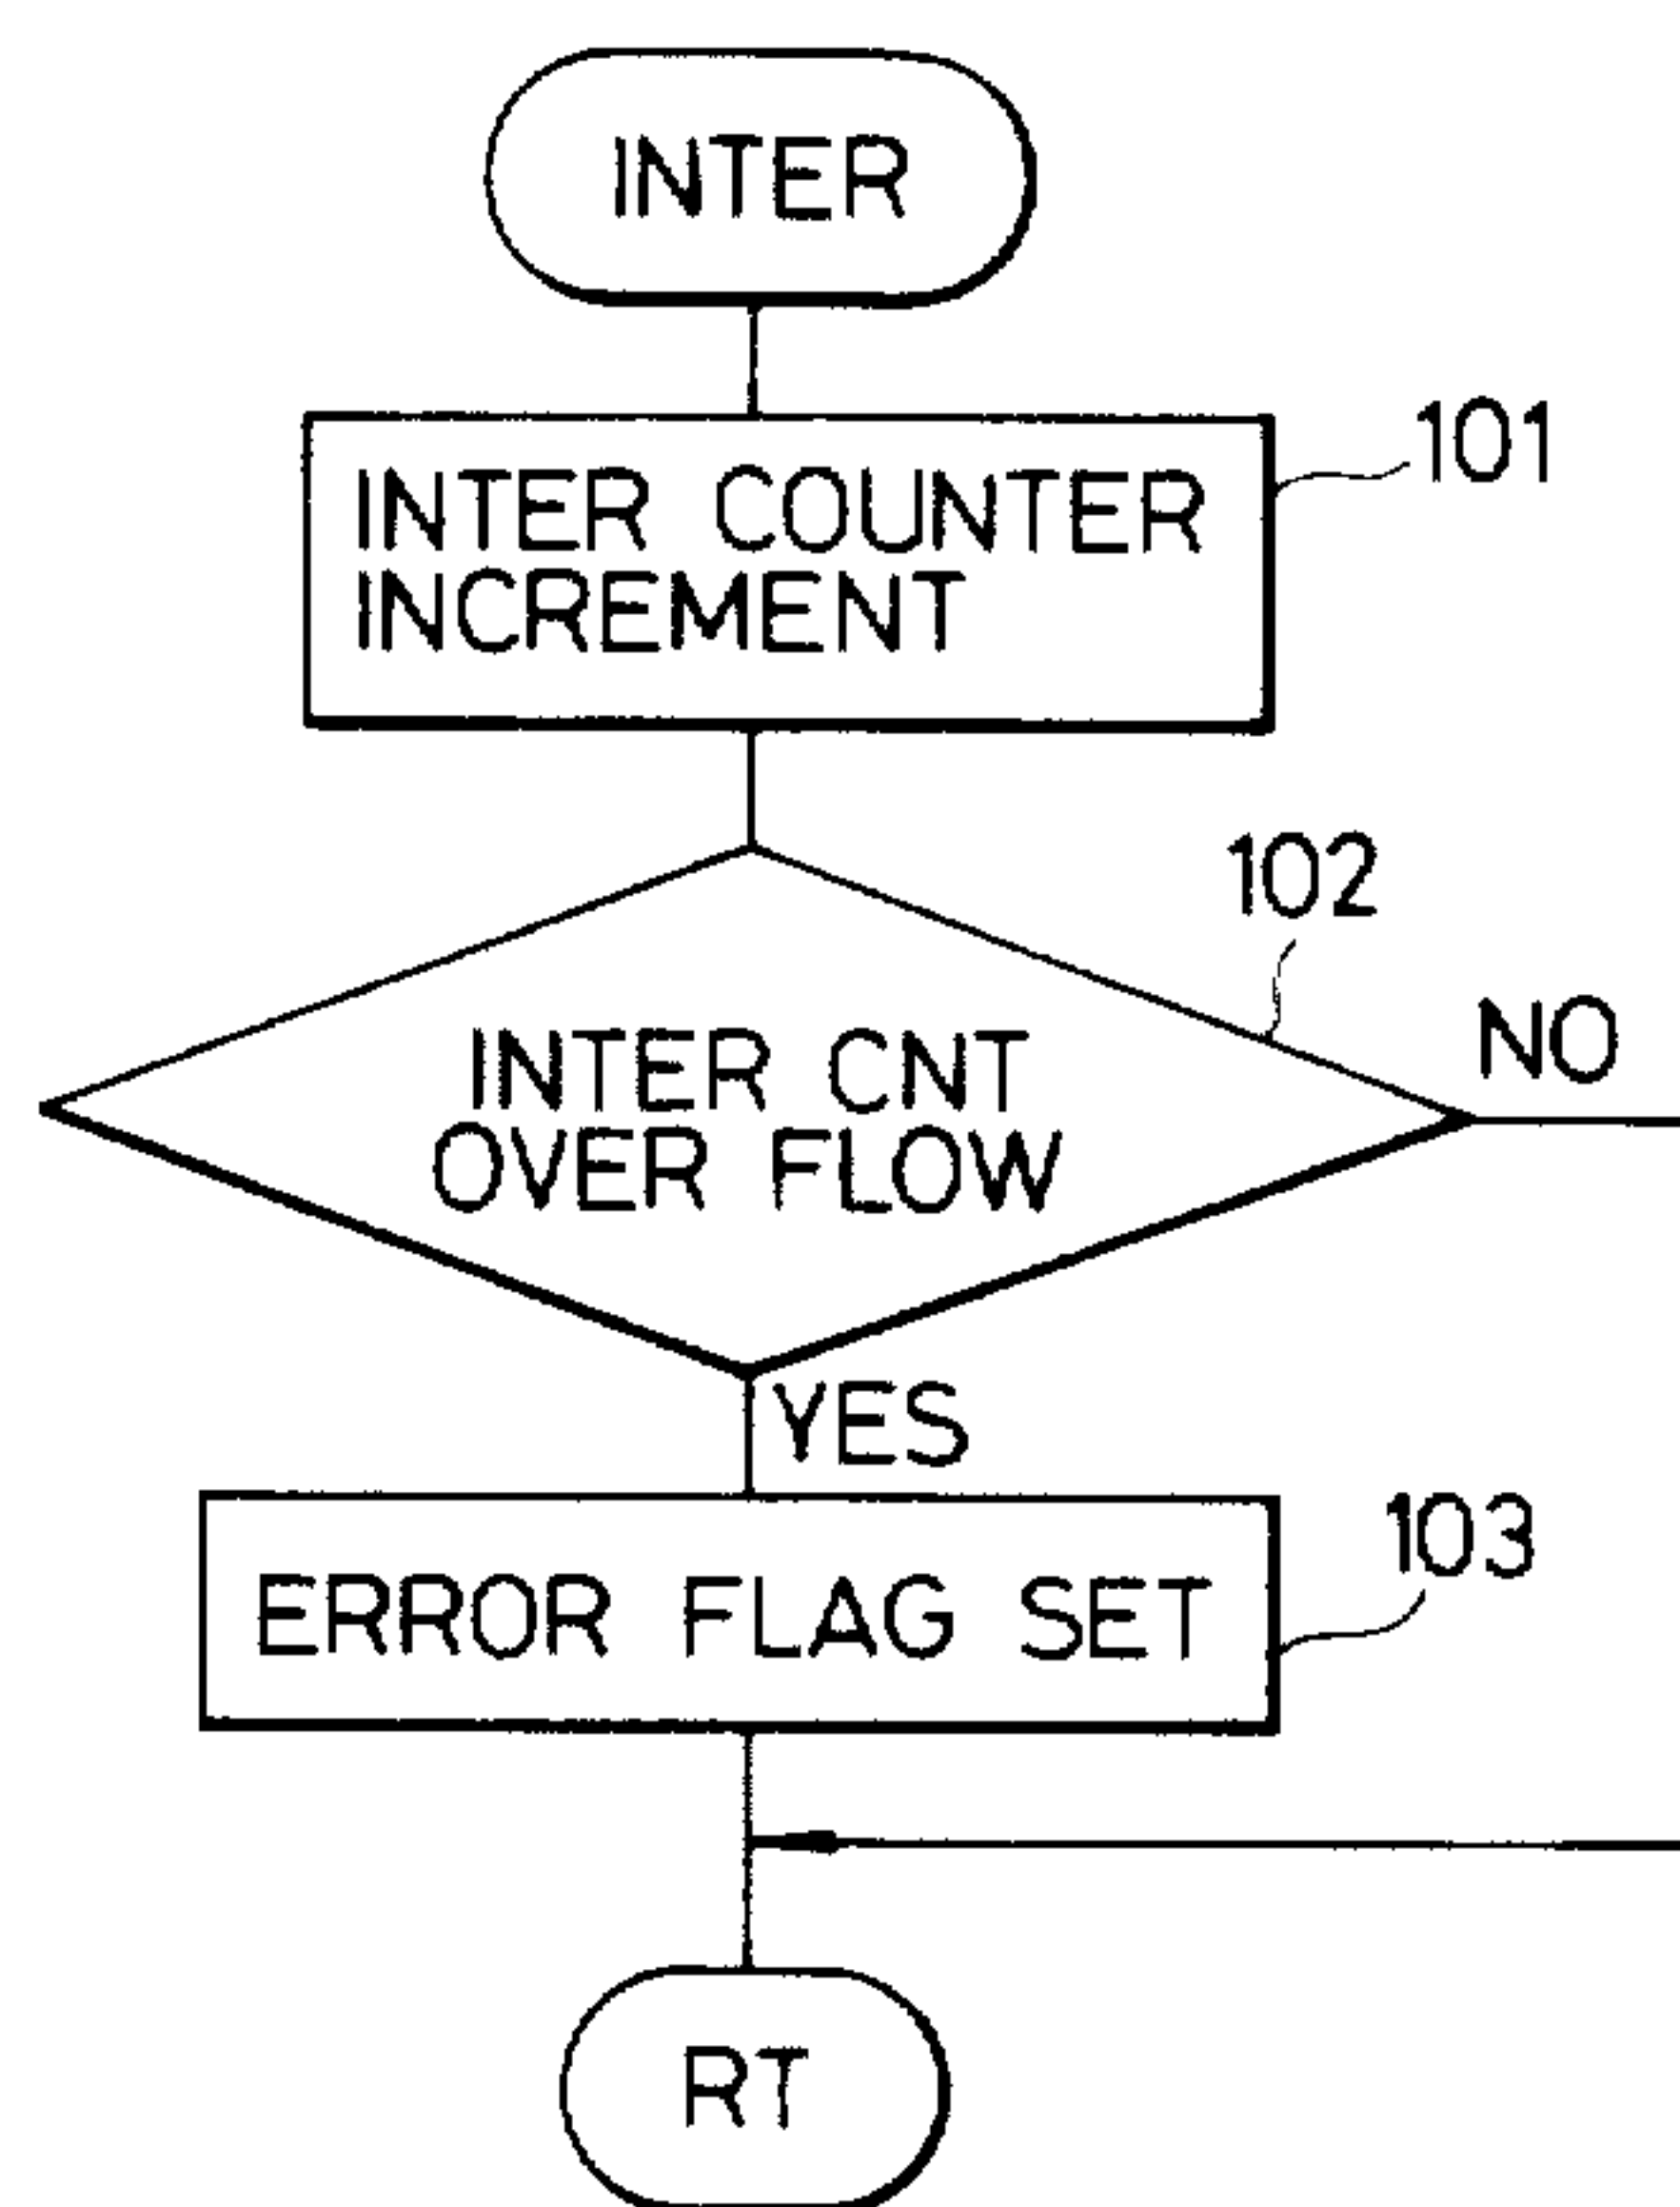 INTER
101
INTER COUNTER
INCREMENT
102
NO
INTER CNT
OVER FLOW
YES
103
ERROR FLAG SET
RT